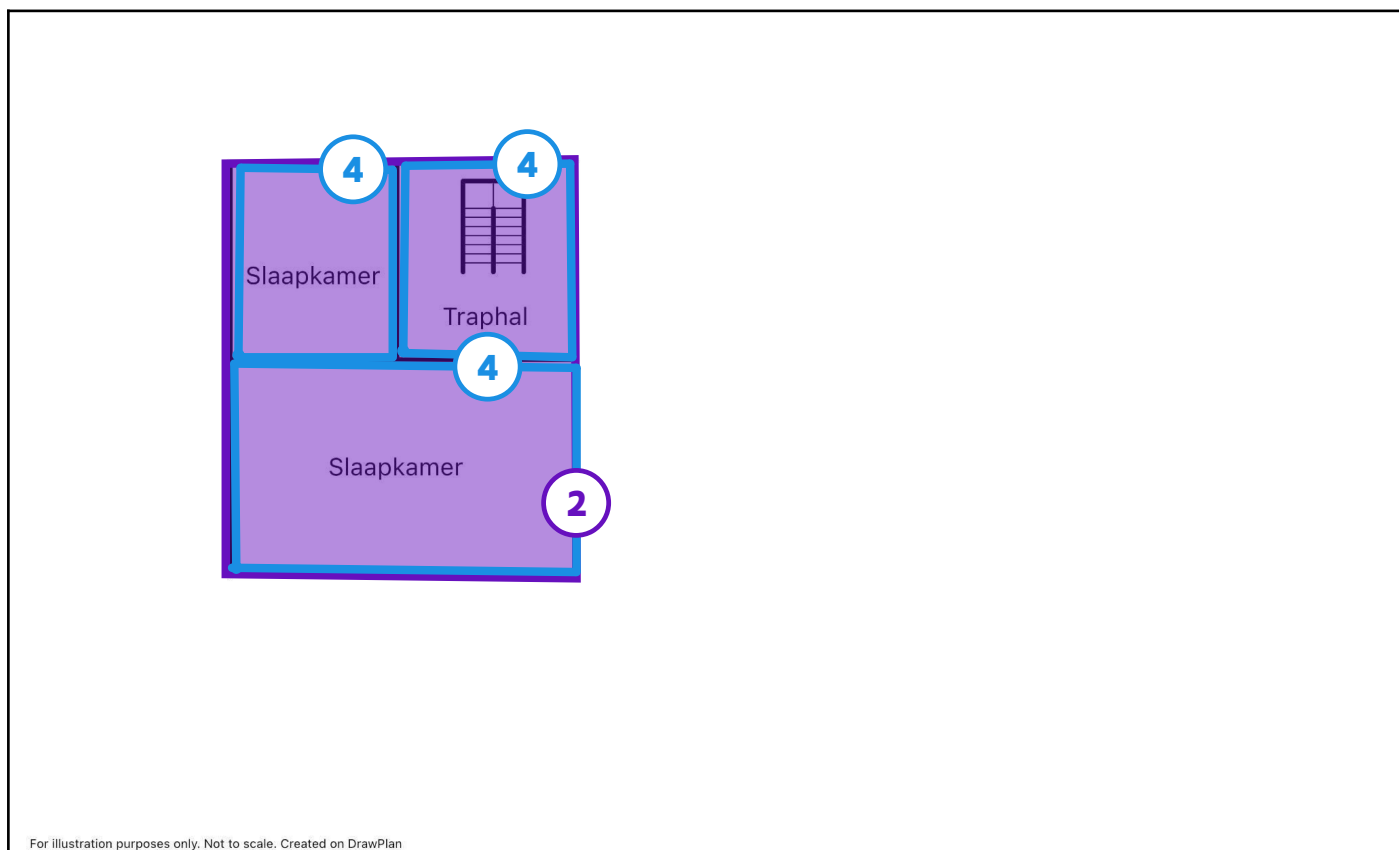 4
4
Slaapkamer
Traphal
4
Slaapkamer
2
For illustration purposes only. Not to scale. Created on DrawPlan